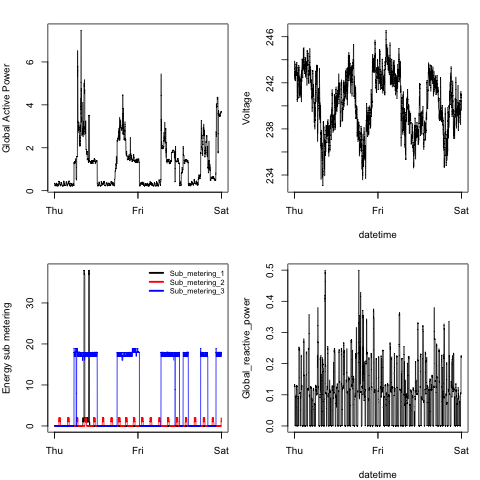 Global Active Power
6
4
2
0
Thu Fri Sat
Voltage
246
242
238
234
Thu Fri Sat
datetime
Energy sub metering
30
20
10
0
Sub_metering_1
Sub_metering_2
Sub_metering_3
Thu Fri Sat
Global_reactive_power
0.5
0.4
0.3
0.2
0.1
0.0
Thu Fri Sat
datetime